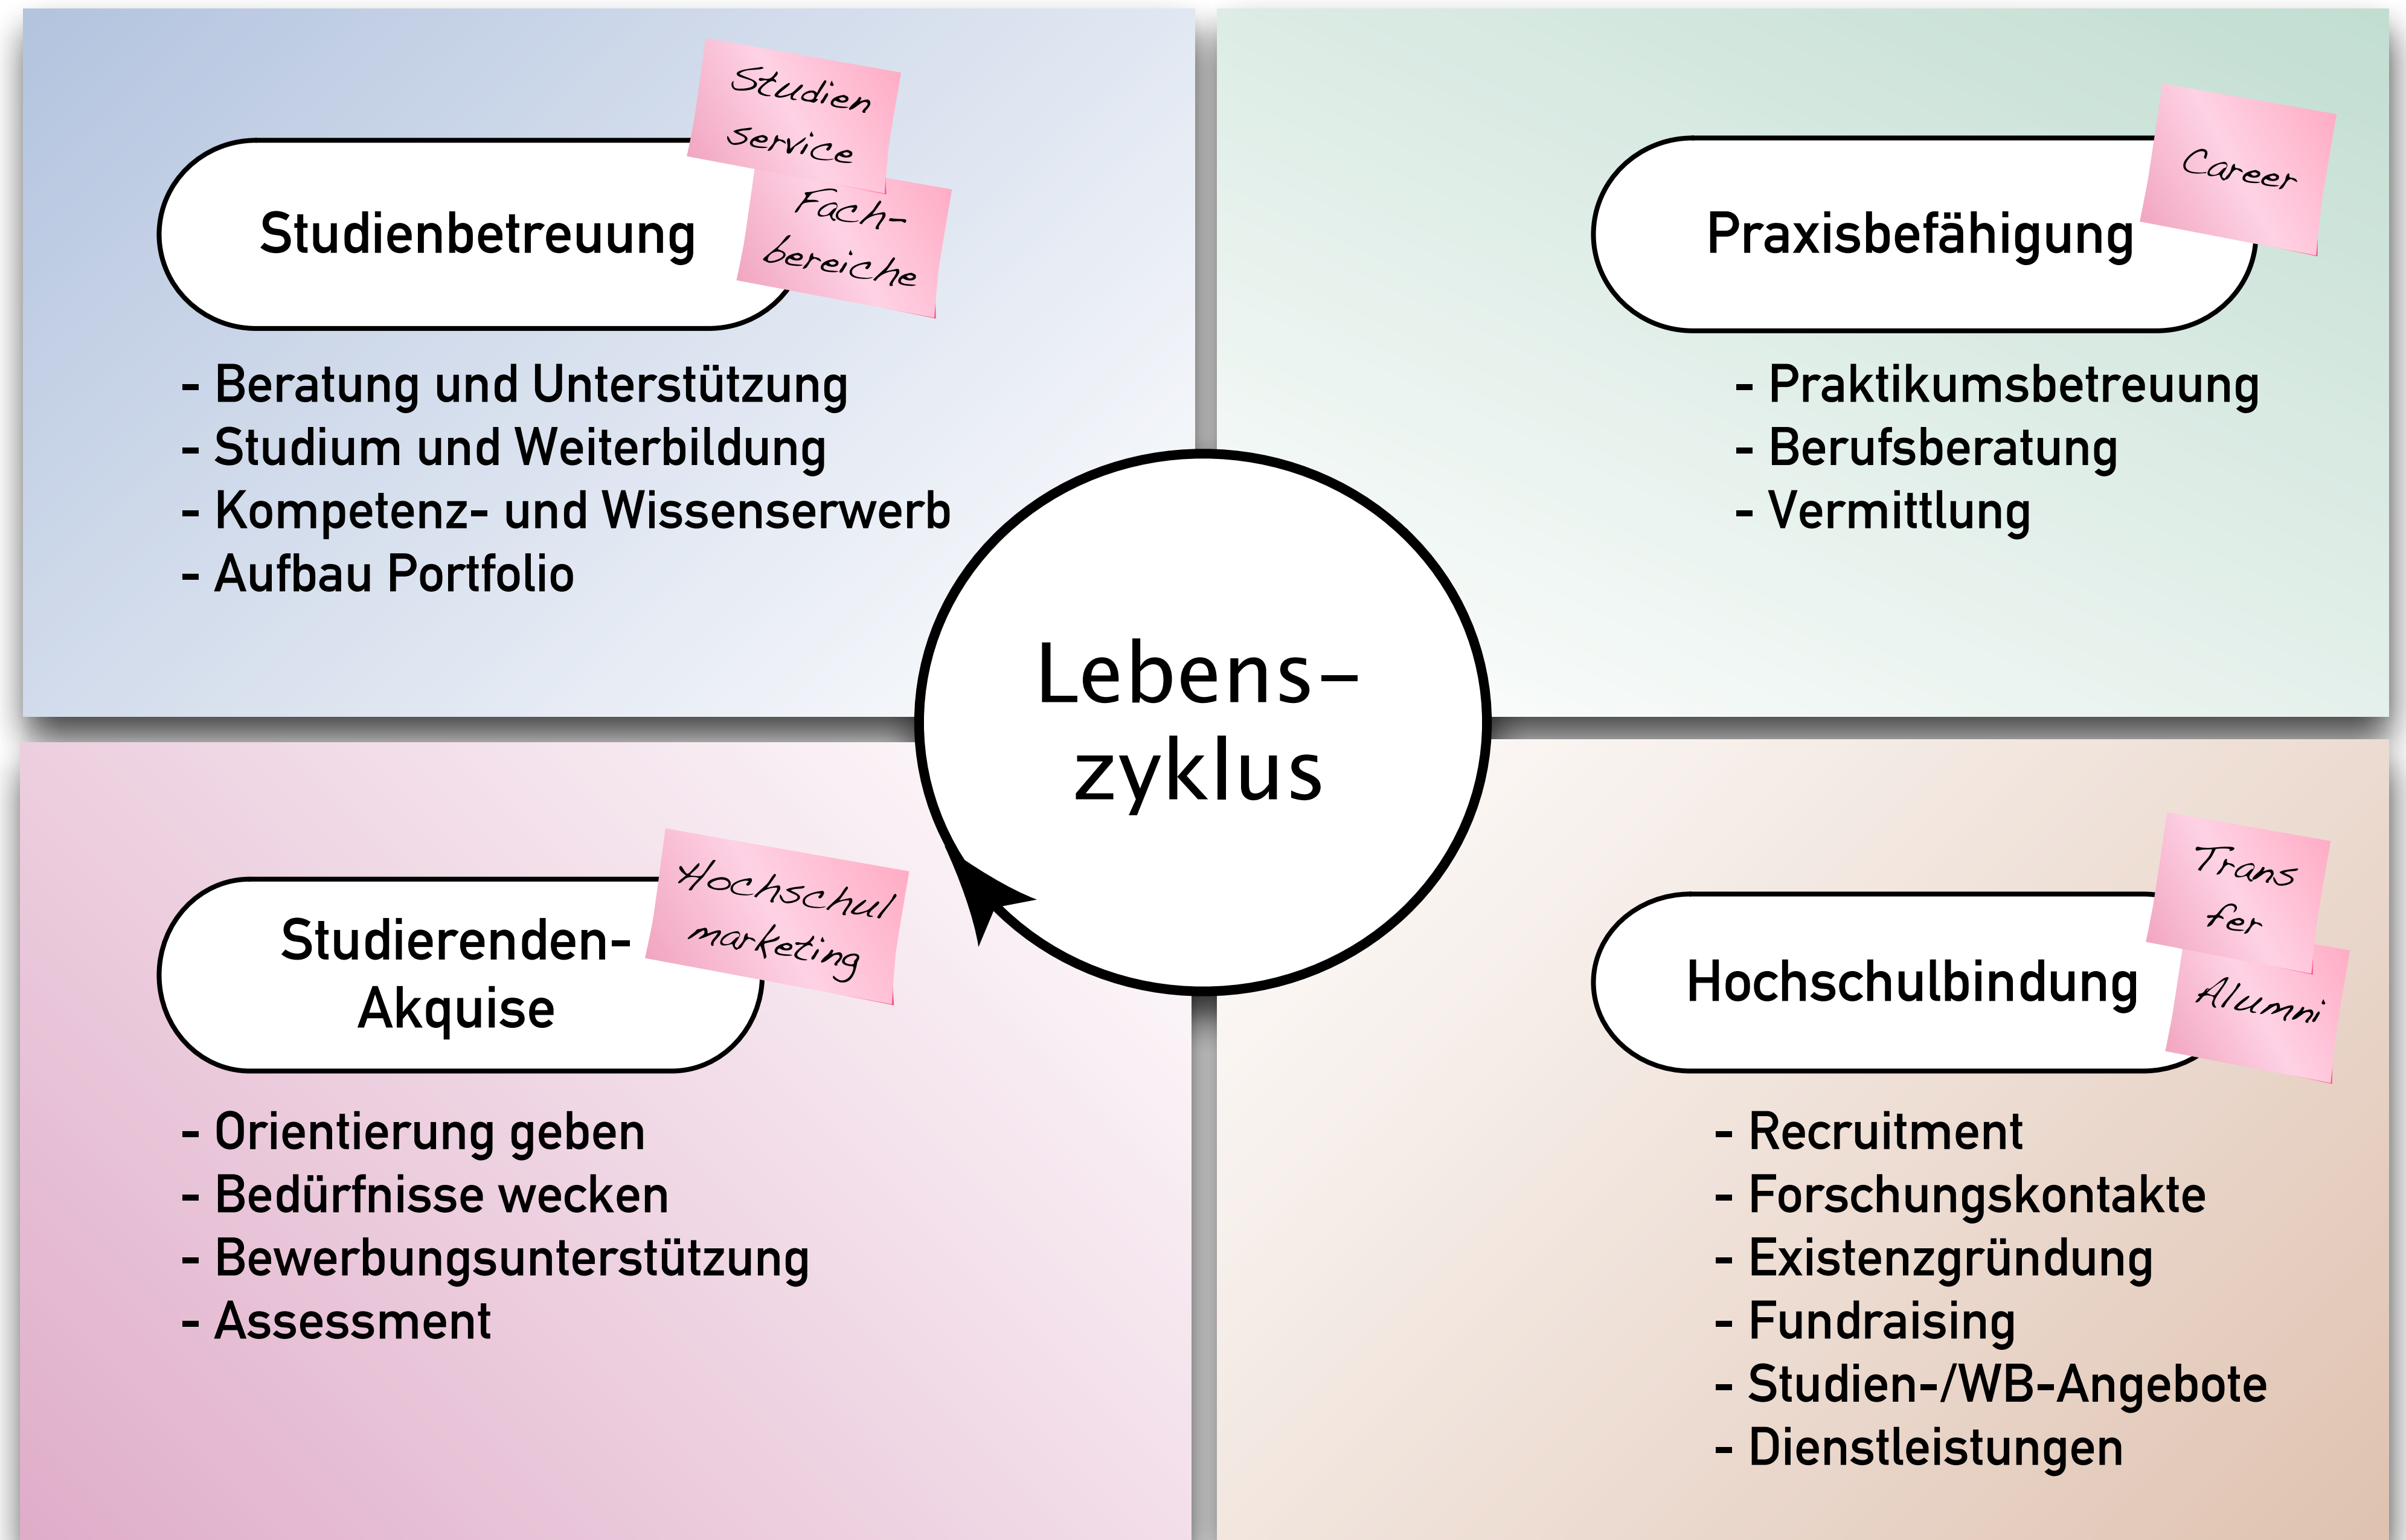 Studien
service
Fach-
bereiche
Studienbetreuung
- Beratung und Unterstützung
- Studium und Weiterbildung
- Kompetenz- und Wissenserwerb
- Aufbau Portfolio
Career
Praxisbefähigung
- Praktikumsbetreuung
- Berufsberatung
- Vermittlung
Lebens-
zyklus
Hochschul
marketing
Studierenden-
Akquise
- Orientierung geben
- Bedürfnisse wecken
- Bewerbungsunterstützung
- Assessment
Trans
fer
Alumni
Hochschulbindung
- Recruitment
- Forschungskontakte
- Existenzgründung
- Fundraising
- Studien-/WB-Angebote
- Dienstleistungen